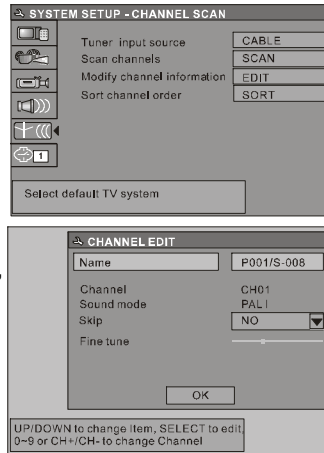 SYSTEM SETUP - CHANNEL SCAN
Tuner input source CABLE
Scan channels SCAN
Modify channel information EDIT
Sort channel order SORT
1
Select default TV system
CHANNEL EDIT
Name P001/S-008
Channel CH01
Sound mode PAL I
Skip NO
Fine tune
OK
UP/DOWN to change Item, SELECT to edit,
0~9 or CH+/CH- to change Channel